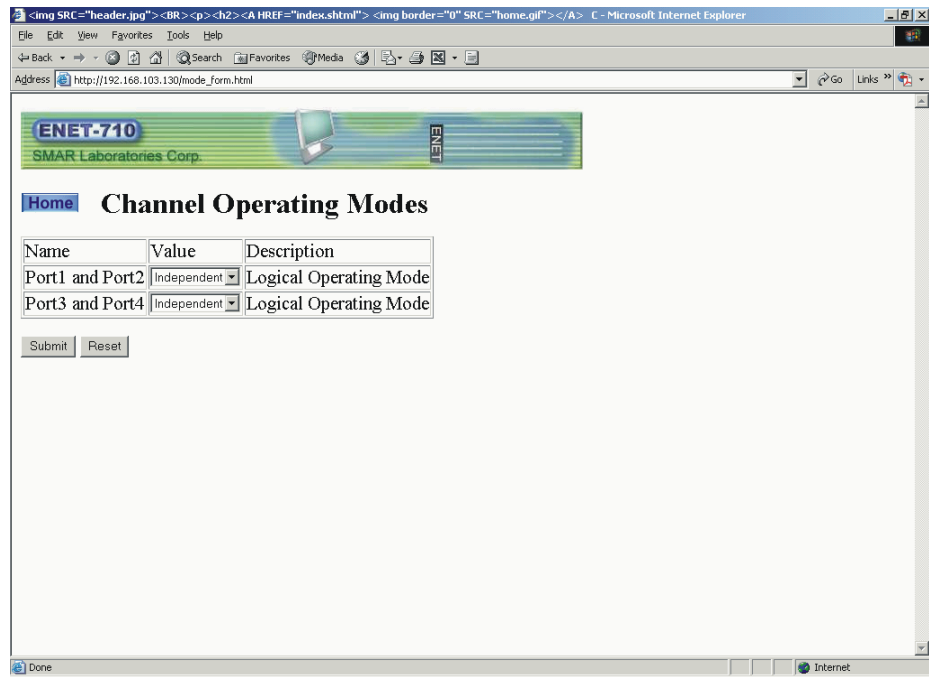 <img SRC="header.jpg"><BR><p><h2><A HREF="index.shtml"> <img border="0" SRC="home.gif"></A> C - Microsoft Internet Explorer
File Edit View Favorites Tools Help
Back Search Favorites Media
Address http://192.168.103.130/mode_form.html Go Links »
ENET-710
SMAR Laboratories Corp.
ENET
Home Channel Operating Modes
Name Value Description
Port1 and Port2 Independent Logical Operating Mode
Port3 and Port4 Independent Logical Operating Mode
Submit Reset
Done Internet